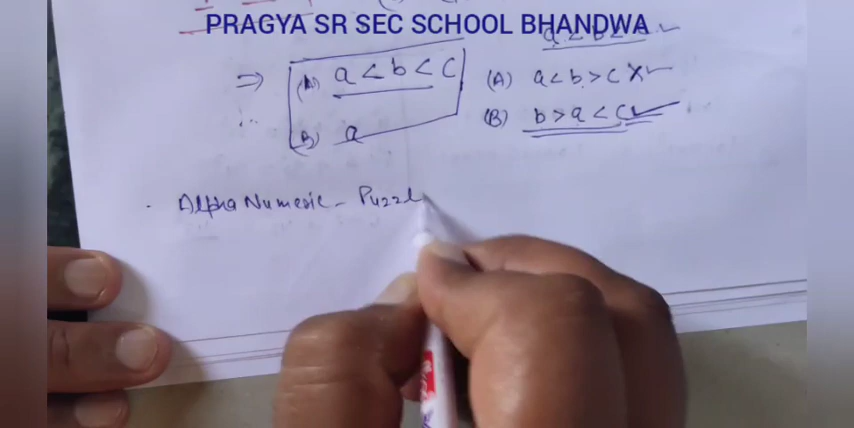 PRAGYA SR SEC SCHOOL BHANDWA
a < b <
⇒ (A) a < b < C (A) a < b > c ×✓
∴ (B) a (B) b > a < c ✓
. Alpha Numeric - Puzzl